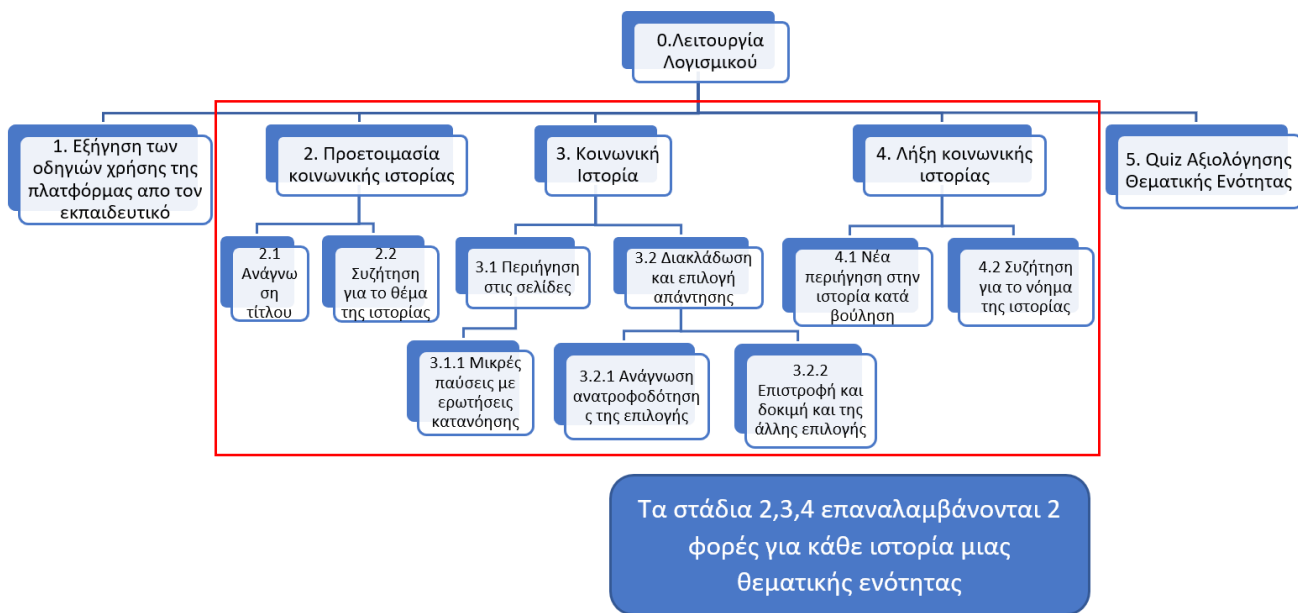 0.Λειτουργία
Λογισμικού
1. Εξήγηση των
οδηγιών χρήσης της
πλατφόρμας απο τον
εκπαιδευτικό
2. Προετοιμασία
κοινωνικής ιστορίας
3. Κοινωνική
Ιστορία
4. Λήξη κοινωνικής
ιστορίας
5. Quiz Αξιολόγησης
Θεματικής Ενότητας
2.1
Ανάγνω
ση
τίτλου
2.2
Συζήτηση
για το θέμα
της ιστορίας
3.1 Περιήγηση
στις σελίδες
3.2 Διακλάδωση
και επιλογή
απάντησης
4.1 Νέα
περιήγηση στην
ιστορία κατά
βούληση
4.2 Συζήτηση
για το νόημα
της ιστορίας
3.1.1 Μικρές
παύσεις με
ερωτήσεις
κατανόησης
3.2.1 Ανάγνωση
ανατροφοδότηση
ς της επιλογής
3.2.2
Επιστροφή και
δοκιμή και της
άλλης επιλογής
Τα στάδια 2,3,4 επαναλαμβάνονται 2
φορές για κάθε ιστορία μιας
θεματικής ενότητας